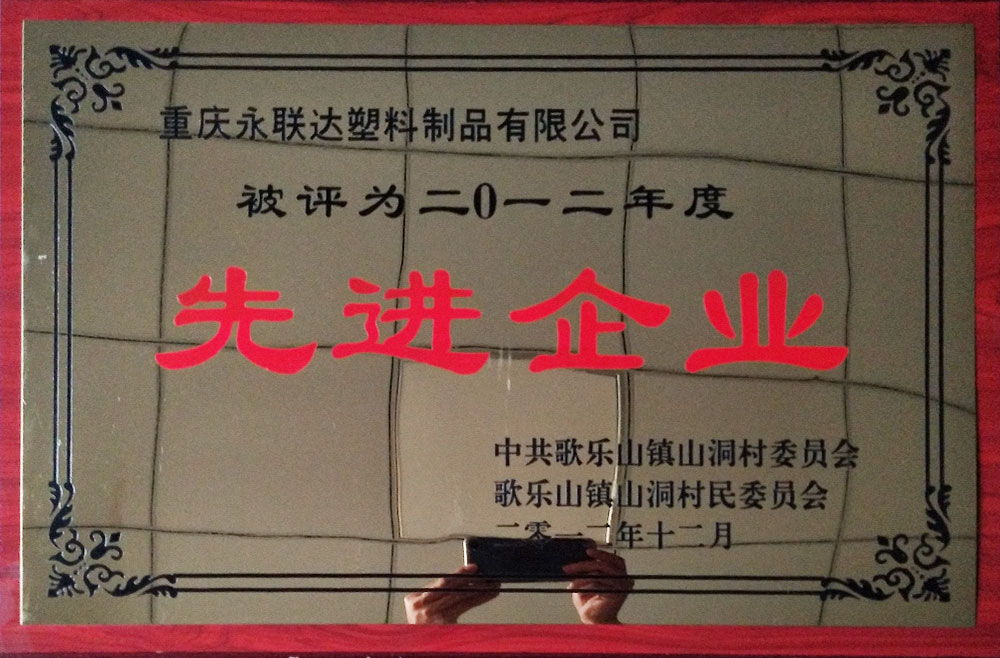 重庆永联达塑料制品有限公司
被评为二0一二年度
先进企业
中共歌乐山镇山洞村委员会
歌乐山镇山洞村民委员会
二零一二年十二月